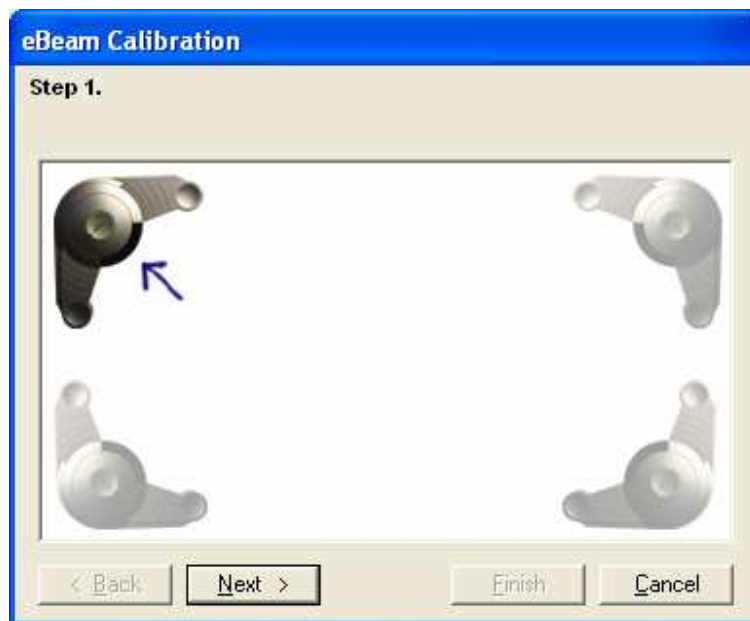 eBeam Calibration
Step 1.
< Back
Next >
Finish
Cancel